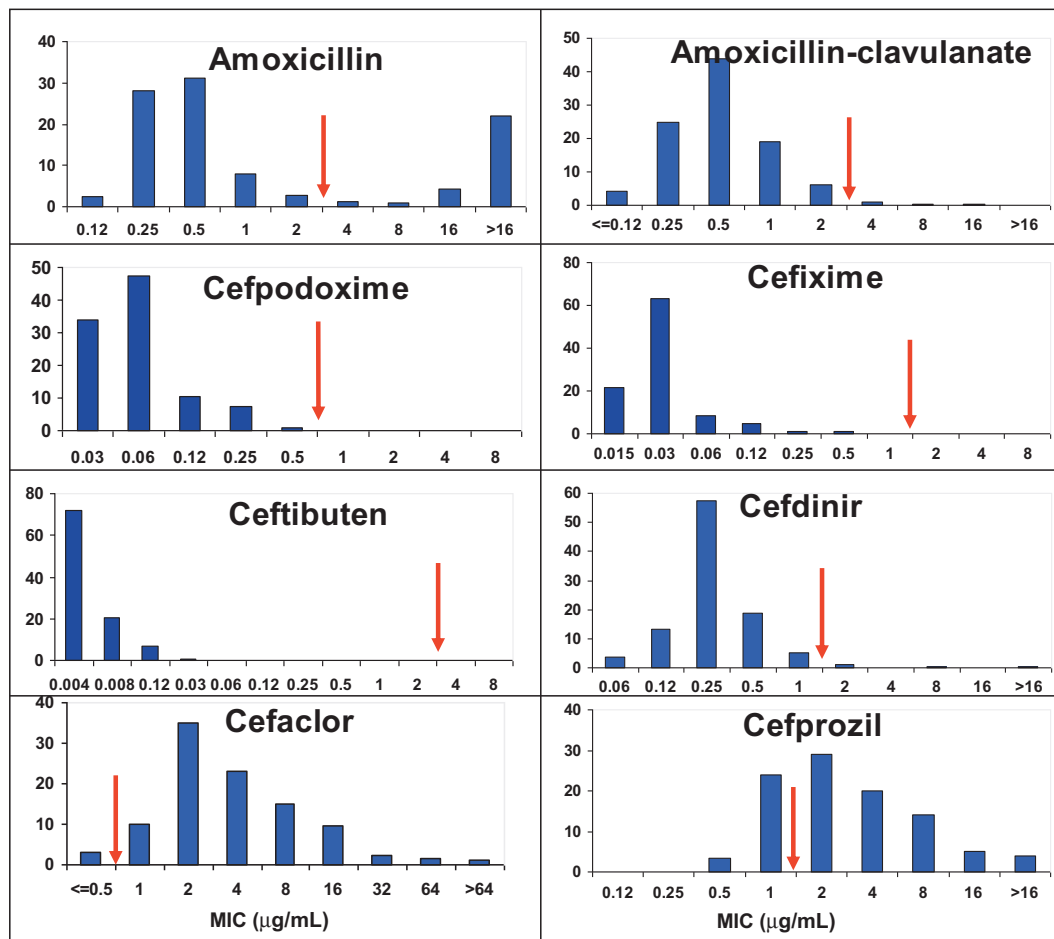 Amoxicillin
40
30
20
10
0
0.12 0.25 0.5 1 2 4 8 16 >16
Amoxicillin-clavulanate
50
40
30
20
10
0
<=0.12 0.25 0.5 1 2 4 8 16 >16
Cefpodoxime
50
40
30
20
10
0
0.03 0.06 0.12 0.25 0.5 1 2 4 8
Cefixime
80
60
40
20
0
0.015 0.03 0.06 0.12 0.25 0.5 1 2 4 8
Ceftibuten
80
60
40
20
0
0.004 0.008 0.12 0.03 0.06 0.12 0.25 0.5 1 2 4 8
Cefdinir
60
50
40
30
20
10
0
0.06 0.12 0.25 0.5 1 2 4 8 16 >16
Cefaclor
40
30
20
10
0
<=0.5 1 2 4 8 16 32 64 >64
MIC (μg/mL)
Cefprozil
40
30
20
10
0
0.12 0.25 0.5 1 2 4 8 16 >16
MIC (μg/mL)